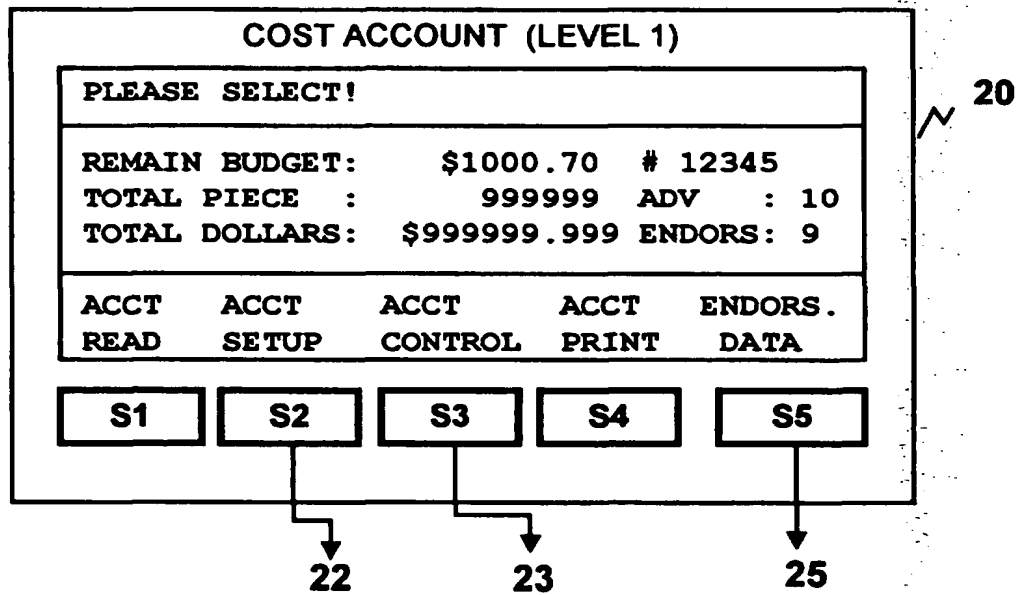 COST ACCOUNT (LEVEL 1)
PLEASE SELECT!
20
REMAIN BUDGET: $1000.70 # 12345
TOTAL PIECE : 999999 ADV : 10
TOTAL DOLLARS: $999999.999 ENDORS: 9
ACCT ACCT ACCT ACCT ENDORS.
READ SETUP CONTROL PRINT DATA
S1 S2 S3 S4 S5
22 23 25